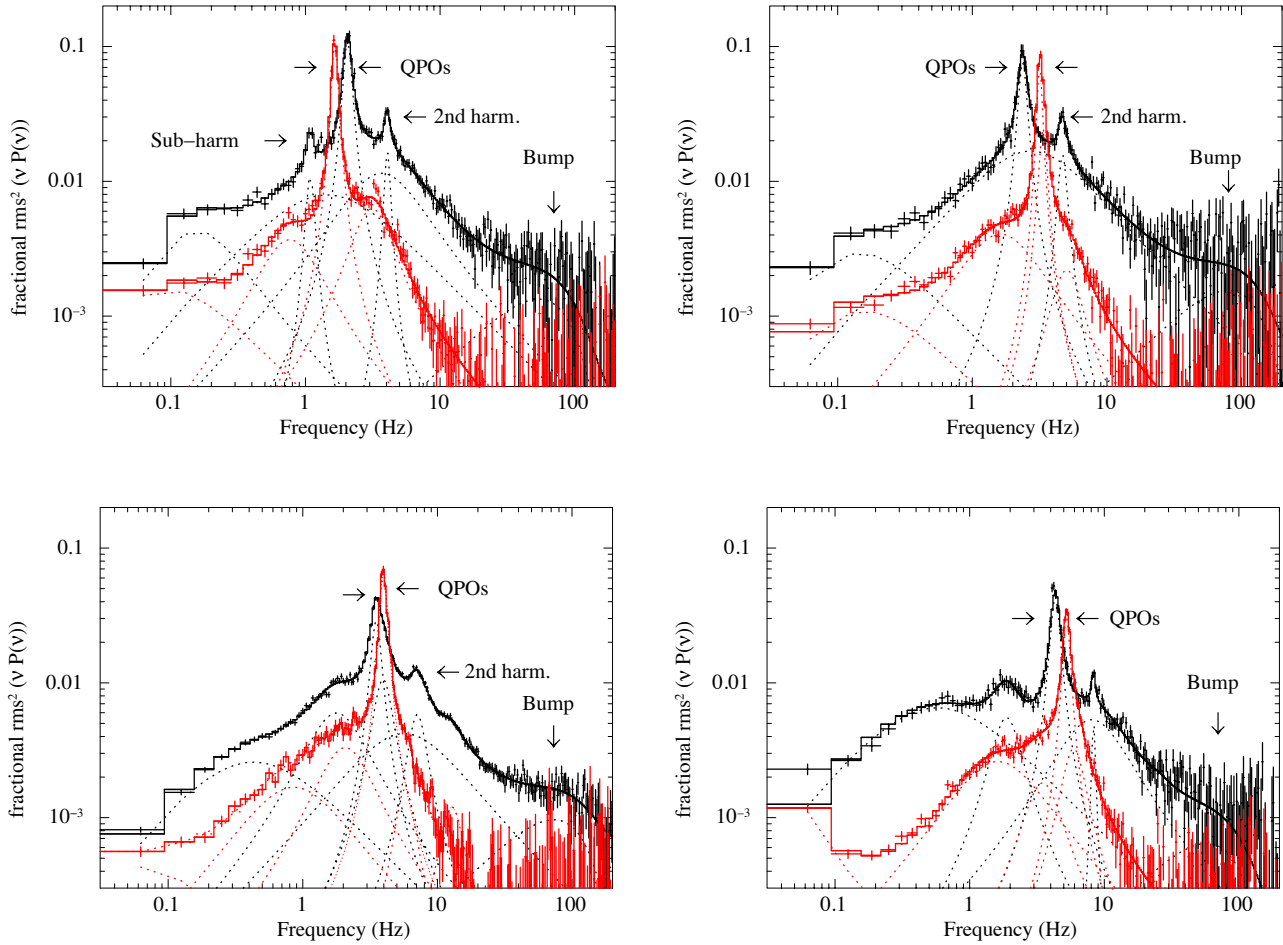 0.1
0.01
10⁻³
fractional rms² (ν P(ν))
Sub−harm
QPOs
2nd harm.
Bump
0.1 1 10 100
Frequency (Hz)
0.1
0.01
10⁻³
fractional rms² (ν P(ν))
QPOs
2nd harm.
Bump
0.1 1 10 100
Frequency (Hz)
0.1
0.01
10⁻³
fractional rms² (ν P(ν))
QPOs
2nd harm.
Bump
0.1 1 10 100
Frequency (Hz)
0.1
0.01
10⁻³
fractional rms² (ν P(ν))
QPOs
Bump
0.1 1 10 100
Frequency (Hz)